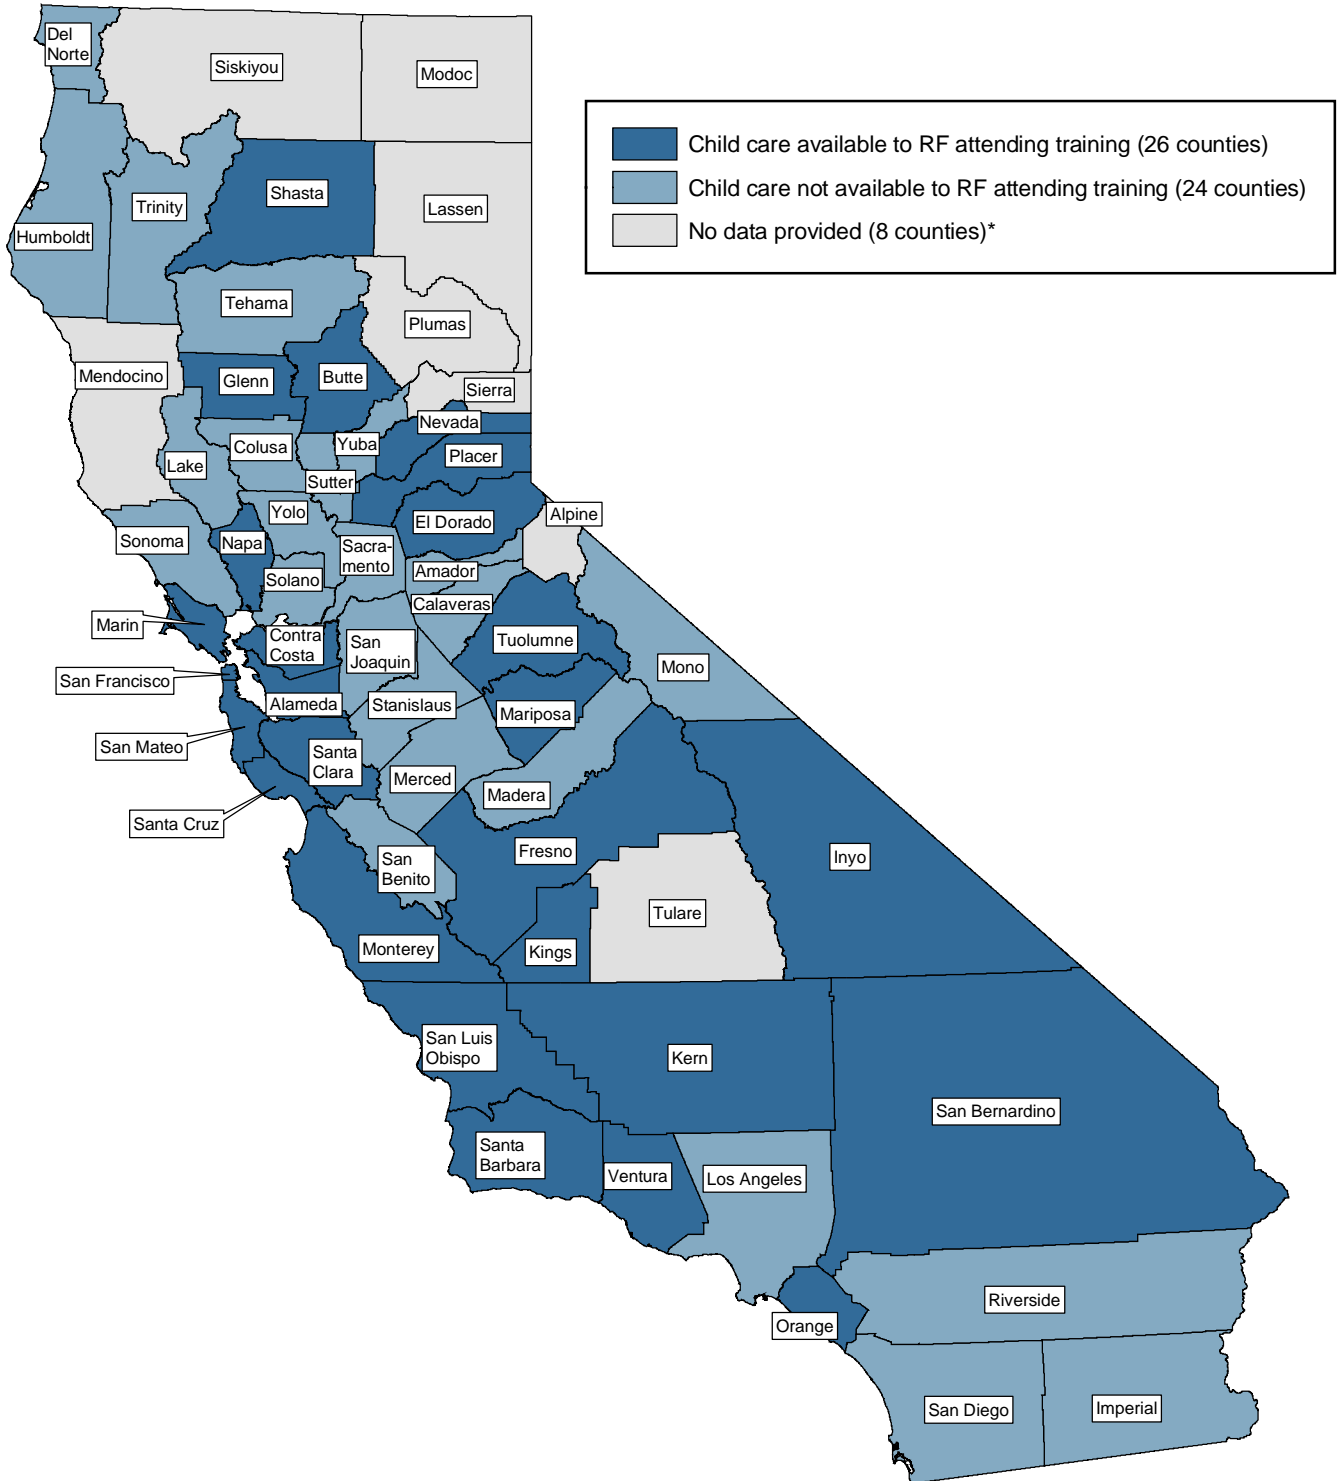 Del
Norte
Siskiyou
Modoc
Child care available to RF attending training (26 counties)
Child care not available to RF attending training (24 counties)
No data provided (8 counties)*
Shasta
Trinity
Lassen
Humboldt
Tehama
Plumas
Mendocino
Glenn
Butte
Sierra
Nevada
Colusa
Yuba
Placer
Lake
Sutter
Yolo
Alpine
El Dorado
Sonoma
Napa
Sacra-
mento
Amador
Solano
Calaveras
Marin
Contra
Costa
San
Joaquin
Tuolumne
Mono
San Francisco
Alameda
Stanislaus
Mariposa
San Mateo
Santa
Clara
Merced
Madera
Santa Cruz
Fresno
Inyo
San
Benito
Tulare
Monterey
Kings
San Luis
Obispo
Kern
San Bernardino
Santa
Barbara
Ventura
Los Angeles
Riverside
Orange
San Diego
Imperial